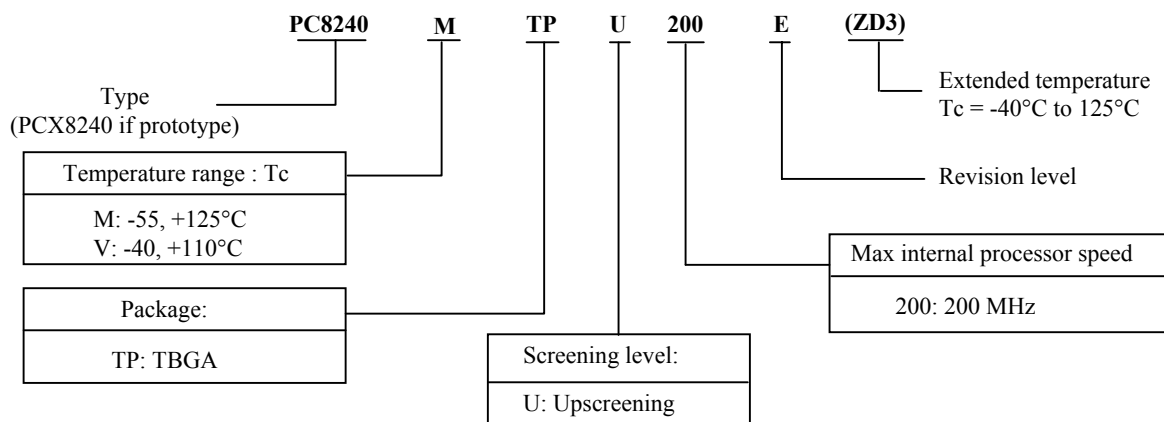 PC8240 M TP U 200 E (ZD3)
Type
(PCX8240 if prototype)
Extended temperature
Tc = -40°C to 125°C
Temperature range : Tc
M: -55, +125°C
V: -40, +110°C
Revision level
Max internal processor speed
200: 200 MHz
Package:
TP: TBGA
Screening level:
U: Upscreening